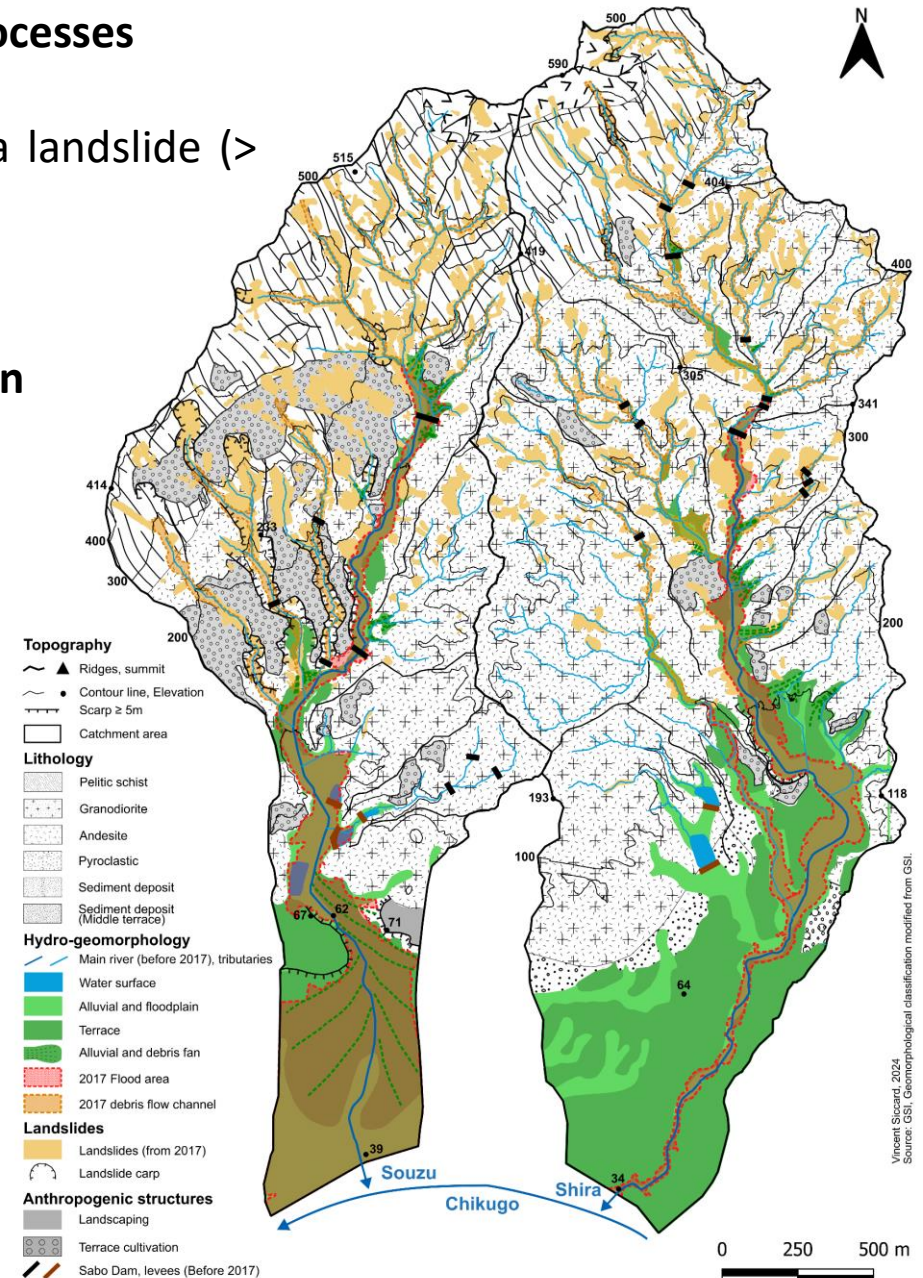 ocesses
a landslide (>
n
N
500
590
515
500
404
419
400
305
341
300
414
233
400
300
200
200
193
118
100
67
62
71
64
39
34
Souzu
Chikugo
Shira
Topography
Ridges, summit
Contour line, Elevation
Scarp ≥ 5m
Catchment area
Lithology
Pelitic schist
Granodiorite
Andesite
Pyroclastic
Sediment deposit
Sediment deposit
(Middle terrace)
Hydro-geomorphology
Main river (before 2017), tributaries
Water surface
Alluvial and floodplain
Terrace
Alluvial and debris fan
2017 Flood area
2017 debris flow channel
Landslides
Landslides (from 2017)
Landslide carp
Anthropogenic structures
Landscaping
Terrace cultivation
Sabo Dam, levees (Before 2017)
Vincent Siccard, 2024
Source: GSI, Geomorphological classification modified from GSI.
0 250 500 m